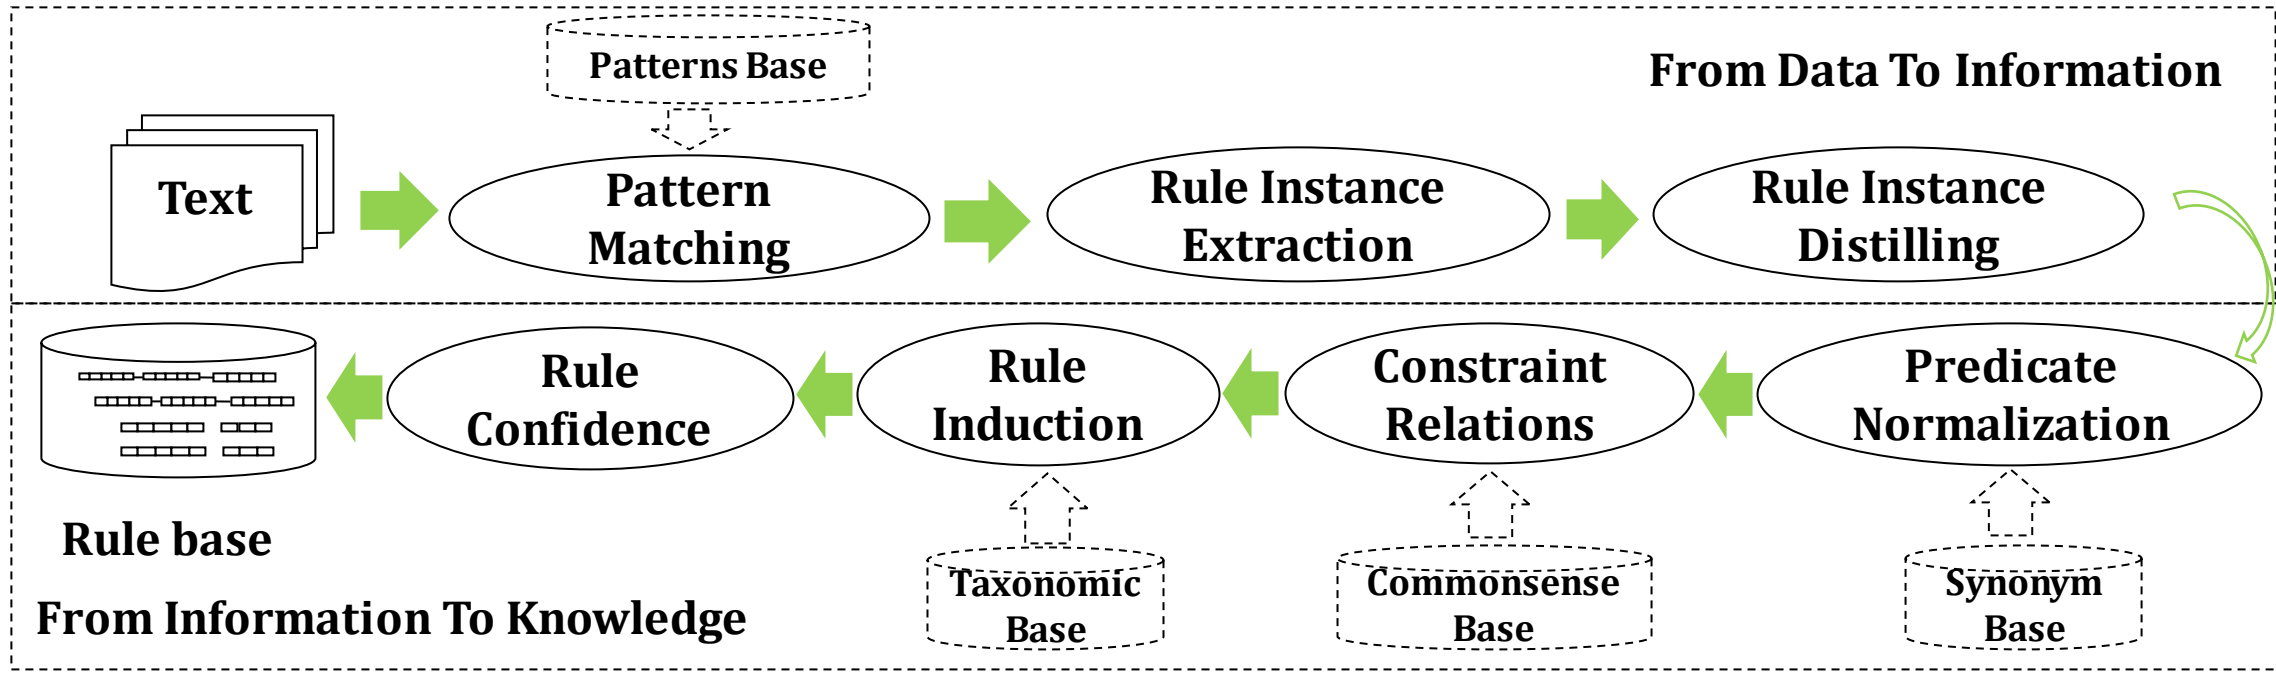 Patterns Base
From Data To Information
Text
Pattern
Matching
Rule Instance
Extraction
Rule Instance
Distilling
Rule
Confidence
Rule
Induction
Constraint
Relations
Predicate
Normalization
Rule base
Taxonomic
Base
Commonsense
Base
Synonym
Base
From Information To Knowledge